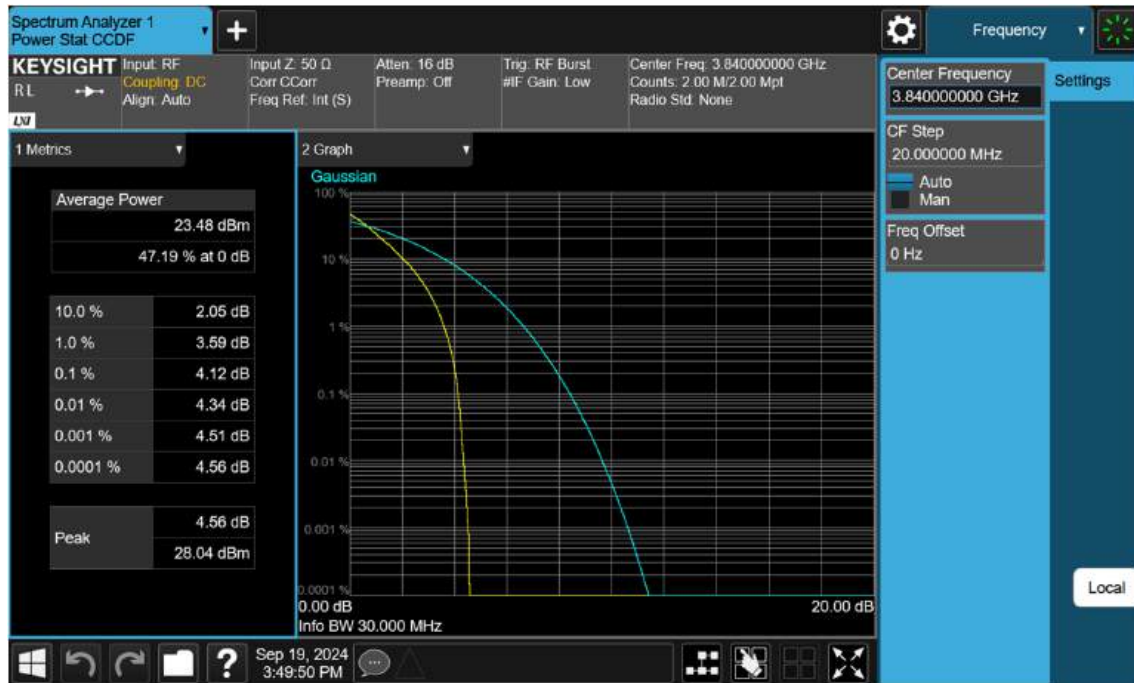 Spectrum Analyzer 1
Power Stat CCDF
+
Frequency
KEYSIGHT
RL
LXI
Input: RF
Coupling: DC
Align: Auto
Input Z: 50 Ω
Corr CCorr
Freq Ref: Int (S)
Atten: 16 dB
Preamp: Off
Trig: RF Burst
#IF Gain: Low
Center Freq: 3.840000000 GHz
Counts: 2.00 M/2.00 Mpt
Radio Std: None
Center Frequency
3.840000000 GHz
Settings
CF Step
20.000000 MHz
Auto
Man
Freq Offset
0 Hz
1 Metrics
Average Power
23.48 dBm
47.19 % at 0 dB
10.0 % 2.05 dB
1.0 % 3.59 dB
0.1 % 4.12 dB
0.01 % 4.34 dB
0.001 % 4.51 dB
0.0001 % 4.56 dB
Peak
4.56 dB
28.04 dBm
2 Graph
Gaussian
100 %
10 %
1 %
0.1 %
0.01 %
0.001 %
0.0001 %
0.00 dB 20.00 dB
Info BW 30.000 MHz
Local
?
Sep 19, 2024
3:49:50 PM